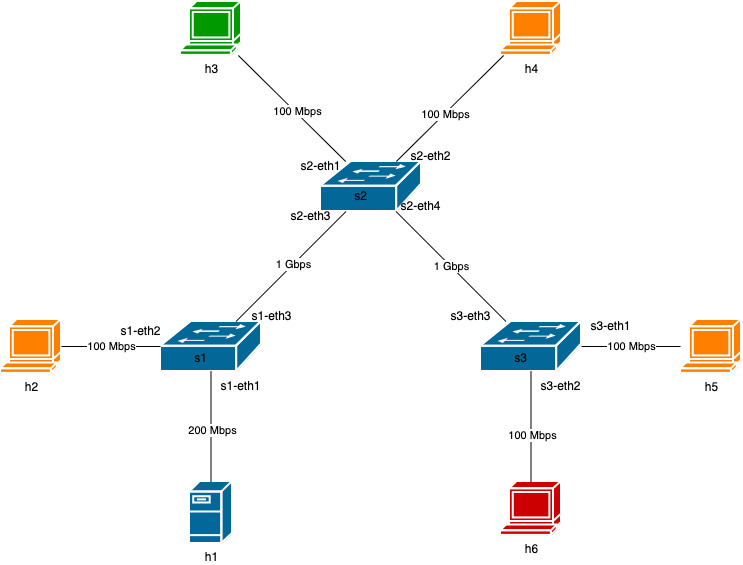 h3
h4
100 Mbps
100 Mbps
s2-eth1
s2-eth2
s2
s2-eth3
s2-eth4
1 Gbps
1 Gbps
s1-eth2
s1-eth3
s3-eth3
s3-eth1
100 Mbps
s1
s3
100 Mbps
h2
s1-eth1
s3-eth2
h5
200 Mbps
100 Mbps
h1
h6